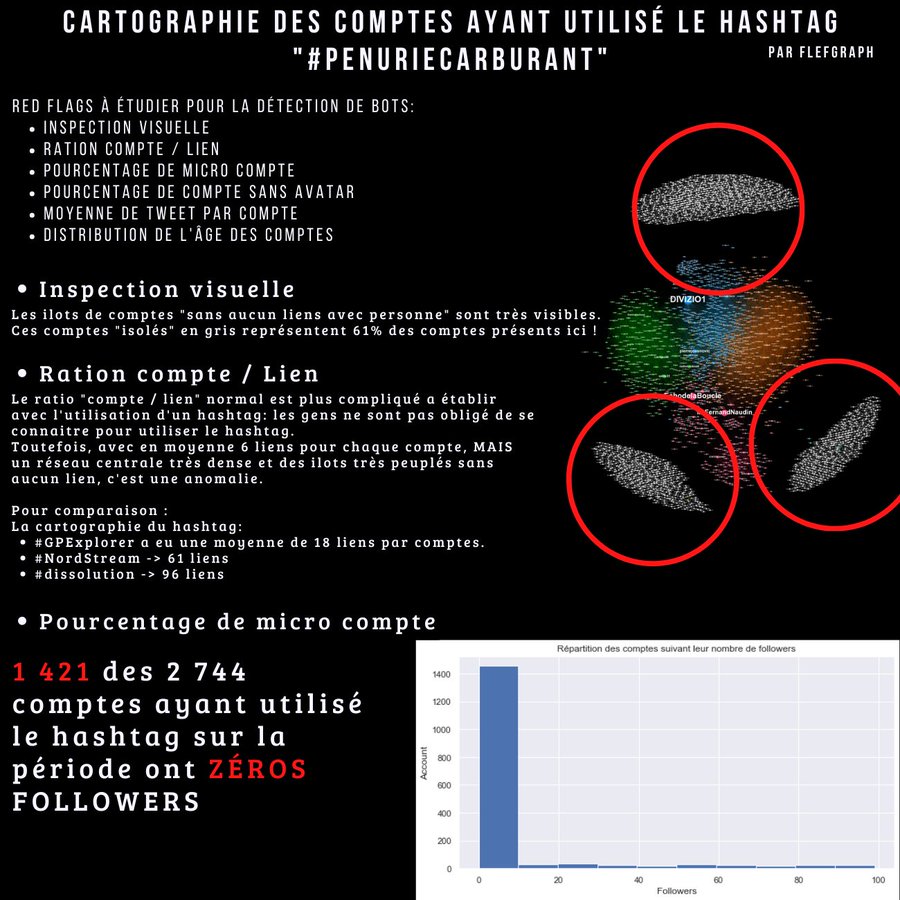 CARTOGRAPHIE DES COMPTES AYANT UTILISÉ LE HASHTAG
"#PENURIECARBURANT"
PAR FLEFGRAPH
RED FLAGS À ÉTUDIER POUR LA DÉTECTION DE BOTS:
• INSPECTION VISUELLE
• RATION COMPTE / LIEN
• POURCENTAGE DE MICRO COMPTE
• POURCENTAGE DE COMPTE SANS AVATAR
• MOYENNE DE TWEET PAR COMPTE
• DISTRIBUTION DE L'ÂGE DES COMPTES
• Inspection visuelle
Les ilots de comptes "sans aucun liens avec personne" sont très visibles.
Ces comptes "isolés" en gris représentent 61% des comptes présents ici !
DIVIZIO1
• Ration compte / Lien
Le ratio "compte / lien" normal est plus compliqué a établir
avec l'utilisation d'un hashtag: les gens ne sont pas obligé de se
connaitre pour utiliser le hashtag.
Toutefois, avec en moyenne 6 liens pour chaque compte, MAIS
un réseau centrale très dense et des ilots très peuplés sans
aucun lien, c'est une anomalie.
FernandNaudin
Pour comparaison :
La cartographie du hashtag:
• #GPExplorer a eu une moyenne de 18 liens par comptes.
• #NordStream -> 61 liens
• #dissolution -> 96 liens
• Pourcentage de micro compte
1 421 des 2 744
comptes ayant utilisé
le hashtag sur la
période ont ZÉROS
FOLLOWERS
Répartition des comptes suivant leur nombre de followers
Account
1400
1200
1000
800
600
400
200
0
0 20 40 60 80 100
Followers